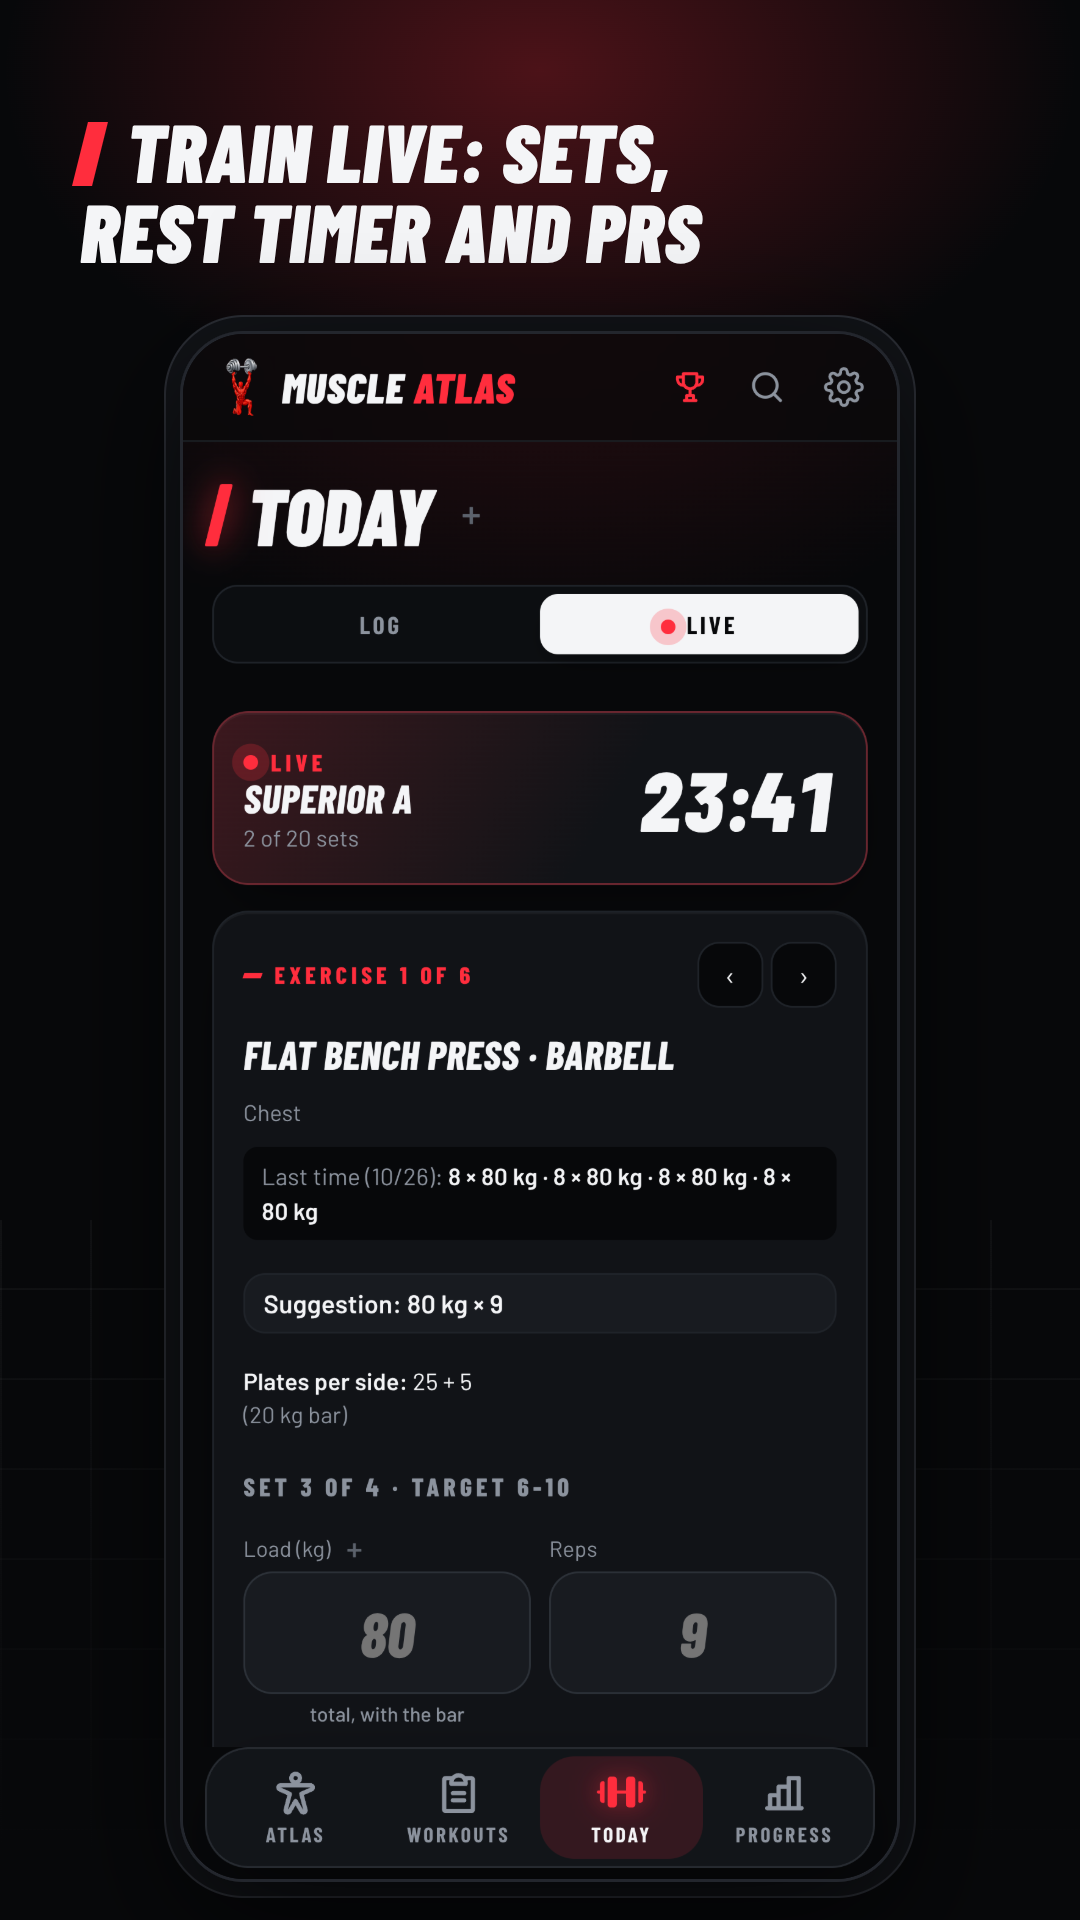 TRAIN LIVE: SETS,
REST TIMER AND PRS
MUSCLE ATLAS
TODAY +
LOG
LIVE
LIVE
SUPERIOR A
2 of 20 sets
23:41
EXERCISE 1 OF 6
‹ ›
FLAT BENCH PRESS · BARBELL
Chest
Last time (10/26): 8 × 80 kg · 8 × 80 kg · 8 × 80 kg · 8 ×
80 kg
Suggestion: 80 kg × 9
Plates per side: 25 + 5
(20 kg bar)
SET 3 OF 4 · TARGET 6-10
Load (kg) +
Reps
80
9
total, with the bar
ATLAS
WORKOUTS
TODAY
PROGRESS